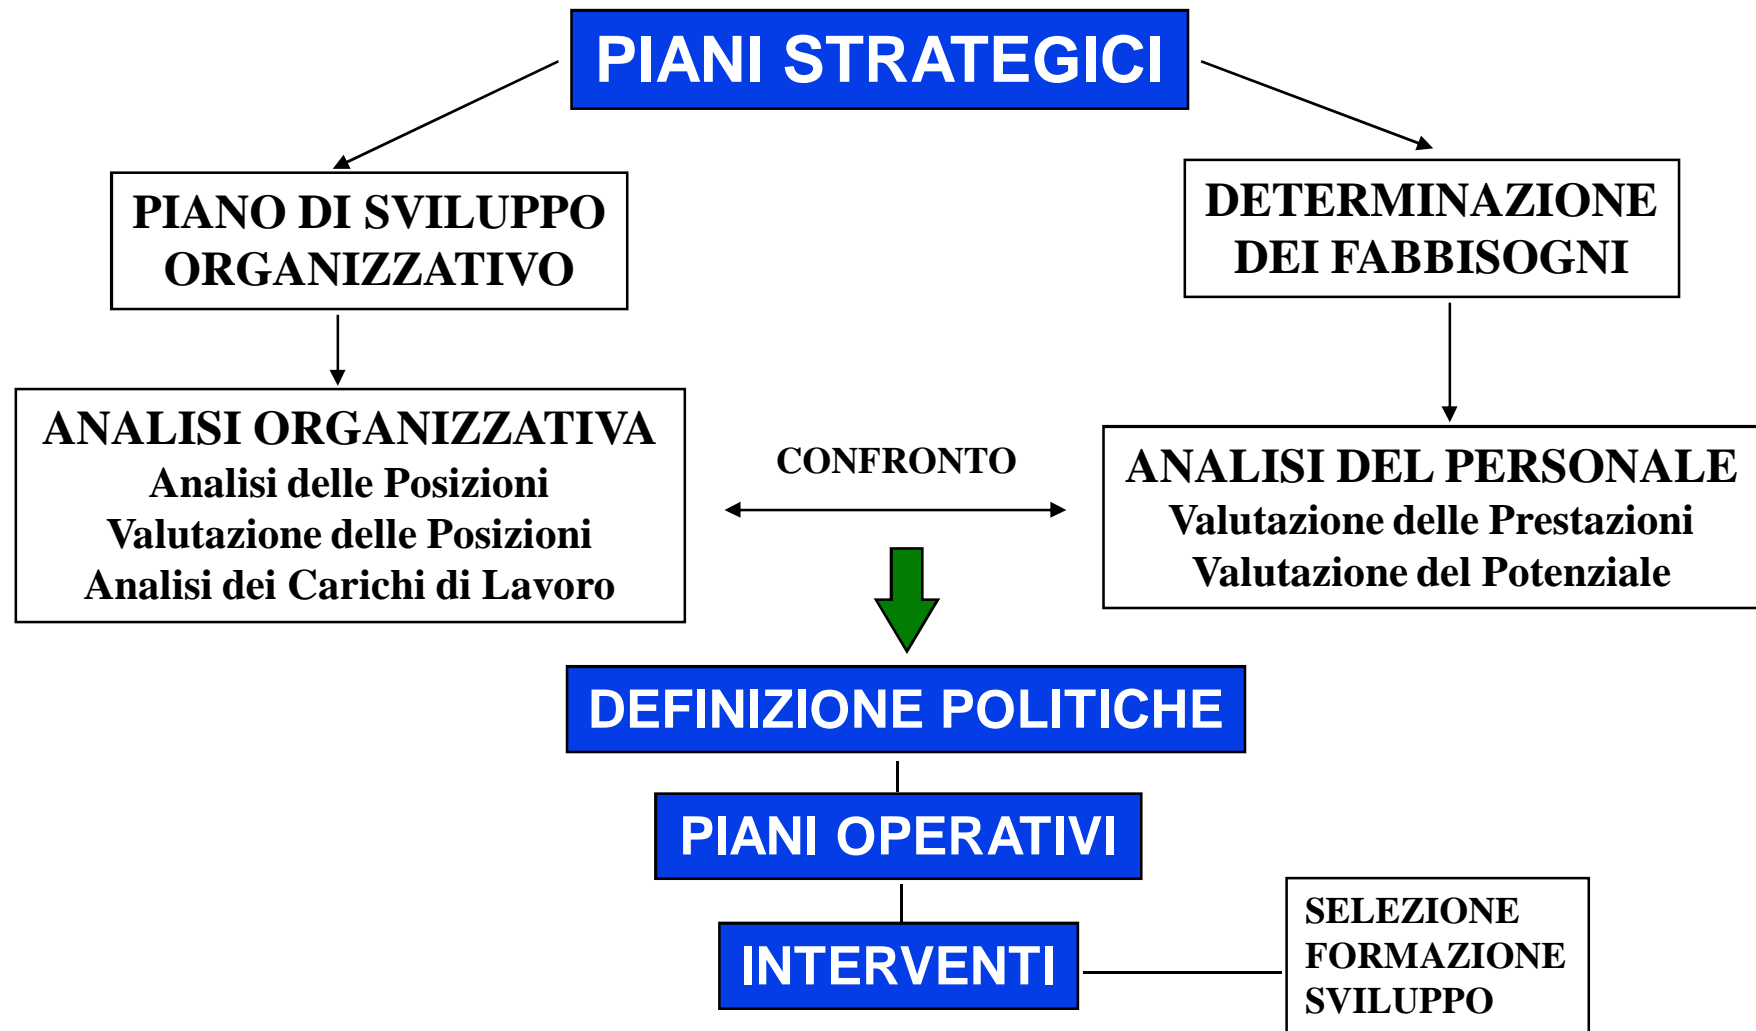 PIANI STRATEGICI
PIANO DI SVILUPPO
ORGANIZZATIVO
DETERMINAZIONE
DEI FABBISOGNI
ANALISI ORGANIZZATIVA
Analisi delle Posizioni
Valutazione delle Posizioni
Analisi dei Carichi di Lavoro
CONFRONTO
ANALISI DEL PERSONALE
Valutazione delle Prestazioni
Valutazione del Potenziale
DEFINIZIONE POLITICHE
PIANI OPERATIVI
INTERVENTI
SELEZIONE
FORMAZIONE
SVILUPPO